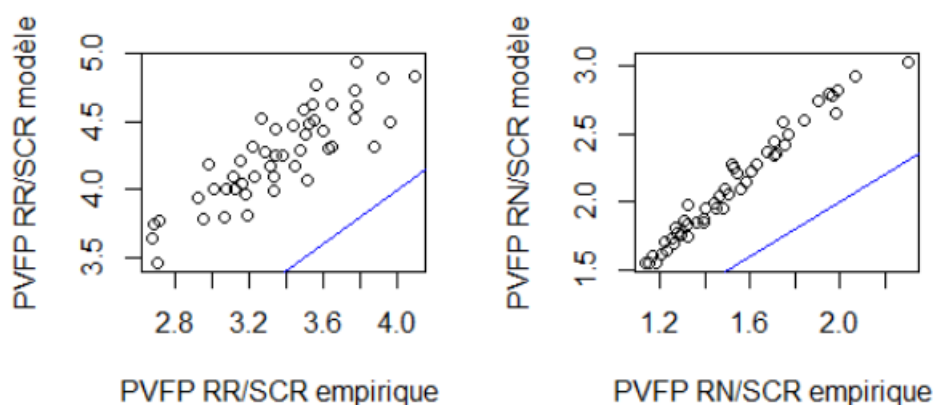 PVFP RR/SCR modèle
5.0
4.5
4.0
3.5
2.8 3.2 3.6 4.0
PVFP RR/SCR empirique
PVFP RN/SCR modèle
3.0
2.5
2.0
1.5
1.2 1.6 2.0
PVFP RN/SCR empirique